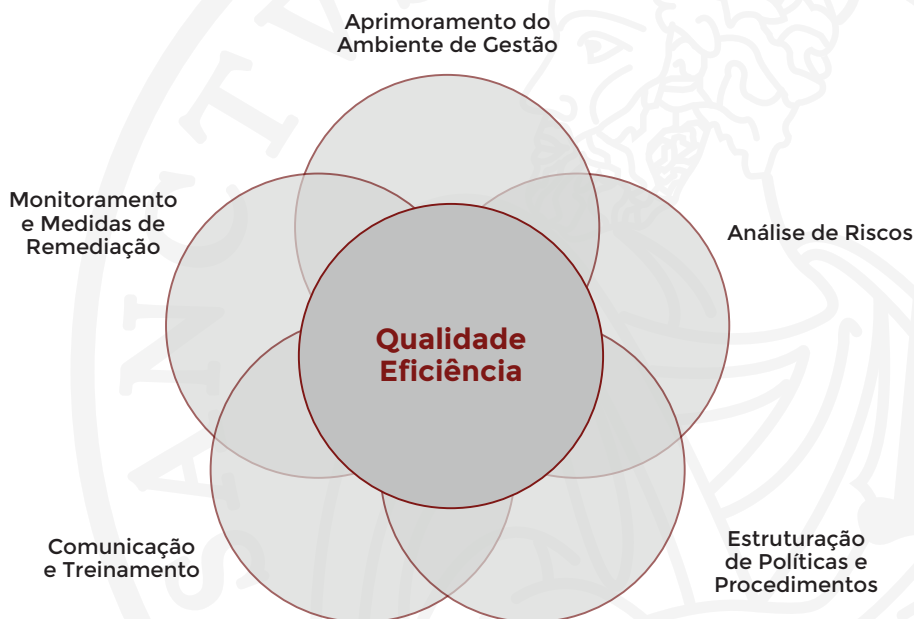 Aprimoramento do
Ambiente de Gestão
Monitoramento
e Medidas de
Remediação
Análise de Riscos
Qualidade
Eficiência
Comunicação
e Treinamento
Estruturação
de Políticas e
Procedimentos